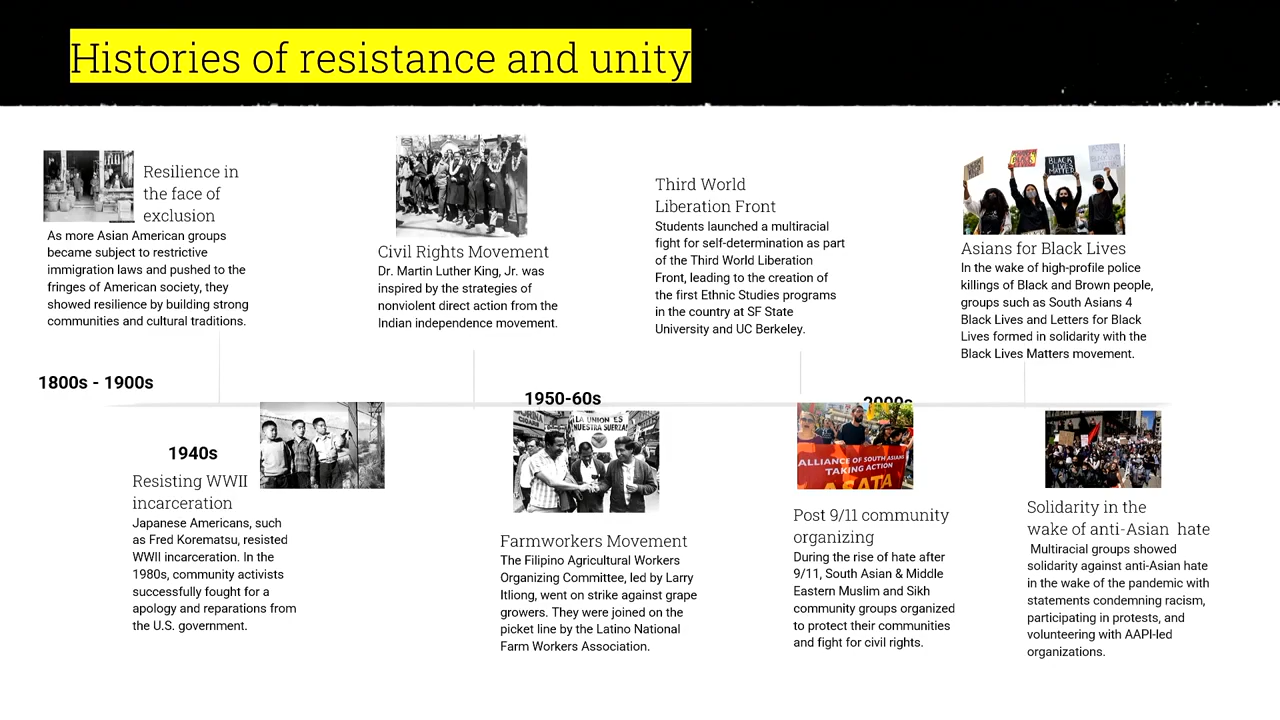 Histories of resistance and unity
Resilience in
the face of
exclusion
As more Asian American groups
became subject to restrictive
immigration laws and pushed to the
fringes of American society, they
showed resilience by building strong
communities and cultural traditions.
Civil Rights Movement
Dr. Martin Luther King, Jr. was
inspired by the strategies of
nonviolent direct action from the
Indian independence movement.
Third World
Liberation Front
Students launched a multiracial
fight for self-determination as part
of the Third World Liberation
Front, leading to the creation of
the first Ethnic Studies programs
in the country at SF State
University and UC Berkeley.
BLACK
LIVES
MATTER
Asians for Black Lives
In the wake of high-profile police
killings of Black and Brown people,
groups such as South Asians 4
Black Lives and Letters for Black
Lives formed in solidarity with the
Black Lives Matters movement.
1800s - 1900s
1940s
Resisting WWII
incarceration
Japanese Americans, such
as Fred Korematsu, resisted
WWII incarceration. In the
1980s, community activists
successfully fought for a
apology and reparations from
the U.S. government.
1950-60s
CIGARS
¡LA UNION ES
NUESTRA SUERZA!
Farmworkers Movement
The Filipino Agricultural Workers
Organizing Committee, led by Larry
Itliong, went on strike against grape
growers. They were joined on the
picket line by the Latino National
Farm Workers Association.
2000s
ALLIANCE OF SOUTH ASIANS
TAKING ACTION
ASATA
Post 9/11 community
organizing
During the rise of hate after
9/11, South Asian & Middle
Eastern Muslim and Sikh
community groups organized
to protect their communities
and fight for civil rights.
Solidarity in the
wake of anti-Asian hate
Multiracial groups showed
solidarity against anti-Asian hate
in the wake of the pandemic with
statements condemning racism,
participating in protests, and
volunteering with AAPI-led
organizations.